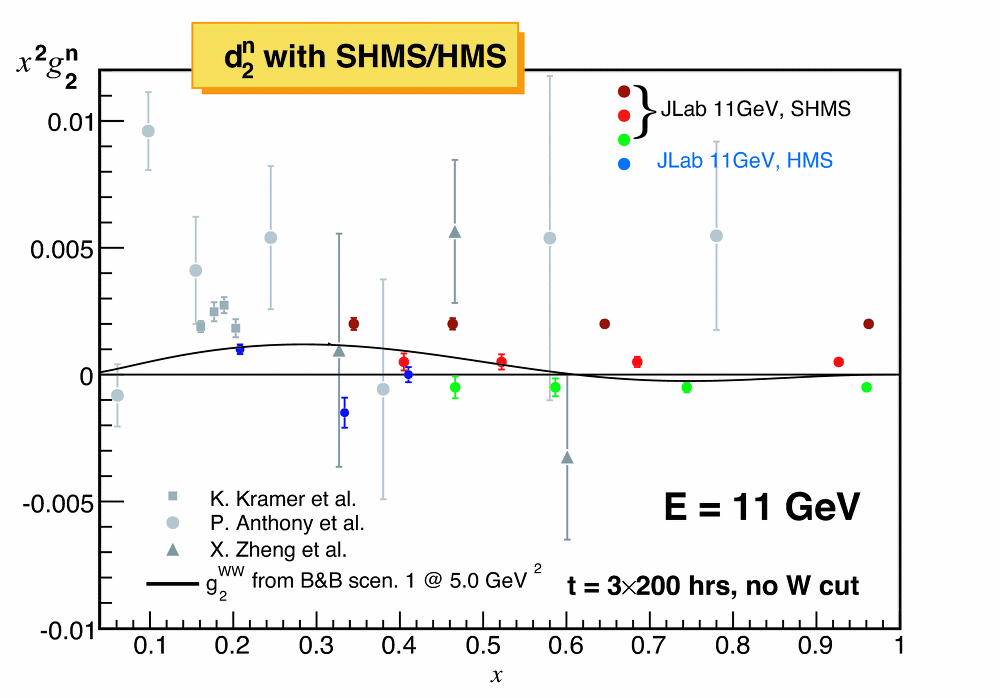 d₂ⁿ with SHMS/HMS
x²g₂ⁿ
JLab 11GeV, SHMS
JLab 11GeV, HMS
0.01
0.005
0
-0.005
-0.01
K. Kramer et al.
P. Anthony et al.
X. Zheng et al.
g₂ᵂᵂ from B&B scen. 1 @ 5.0 GeV ²
E = 11 GeV
t = 3×200 hrs, no W cut
0.1 0.2 0.3 0.4 0.5 0.6 0.7 0.8 0.9 1
x